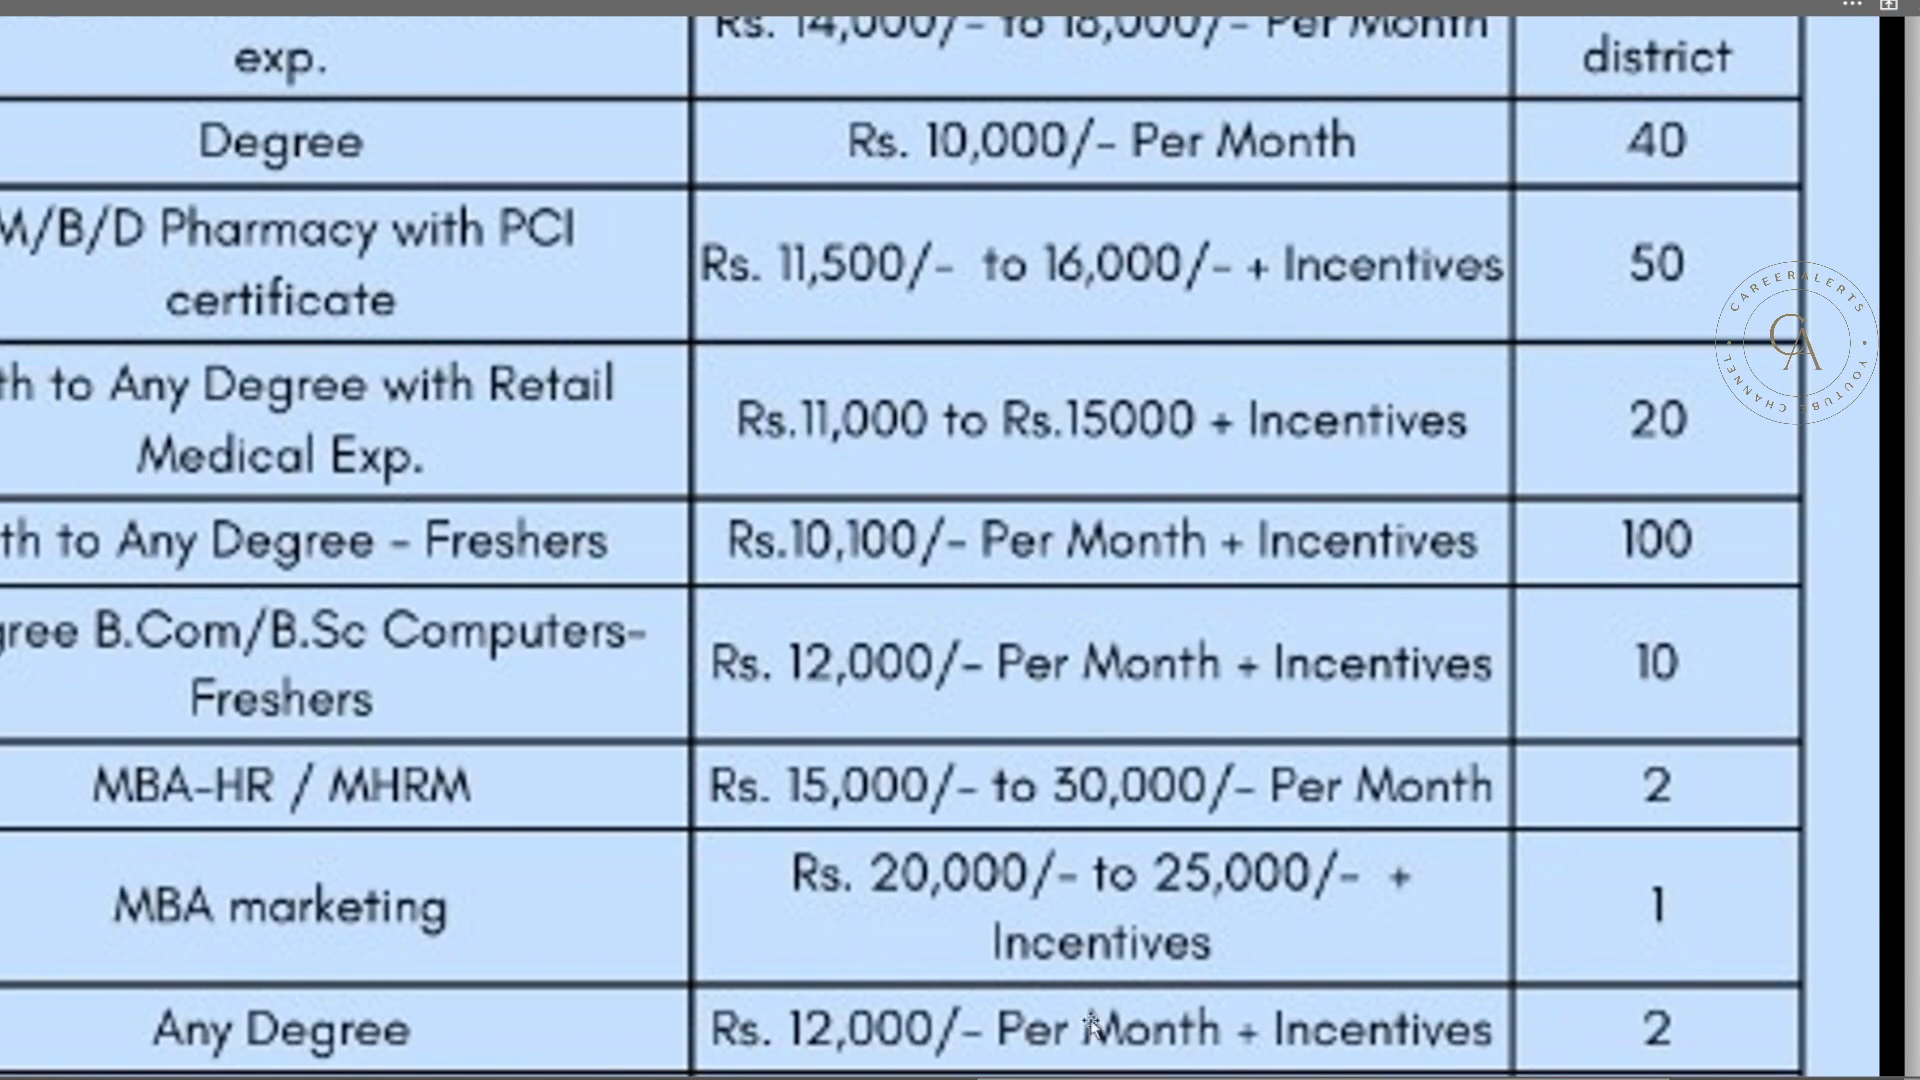 Rs. 14,000/- to 18,000/- Per Month
exp.
district
Degree
Rs. 10,000/- Per Month
40
M/B/D Pharmacy with PCI
certificate
Rs. 11,500/- to 16,000/- + Incentives
50
th to Any Degree with Retail
Medical Exp.
Rs.11,000 to Rs.15000 + Incentives
20
th to Any Degree - Freshers
Rs.10,100/- Per Month + Incentives
100
gree B.Com/B.Sc Computers-
Freshers
Rs. 12,000/- Per Month + Incentives
10
MBA-HR / MHRM
Rs. 15,000/- to 30,000/- Per Month
2
MBA marketing
Rs. 20,000/- to 25,000/- +
Incentives
1
Any Degree
Rs. 12,000/- Per Month + Incentives
2
CAREERALERTS
YOUTUBE CHANNEL
CA